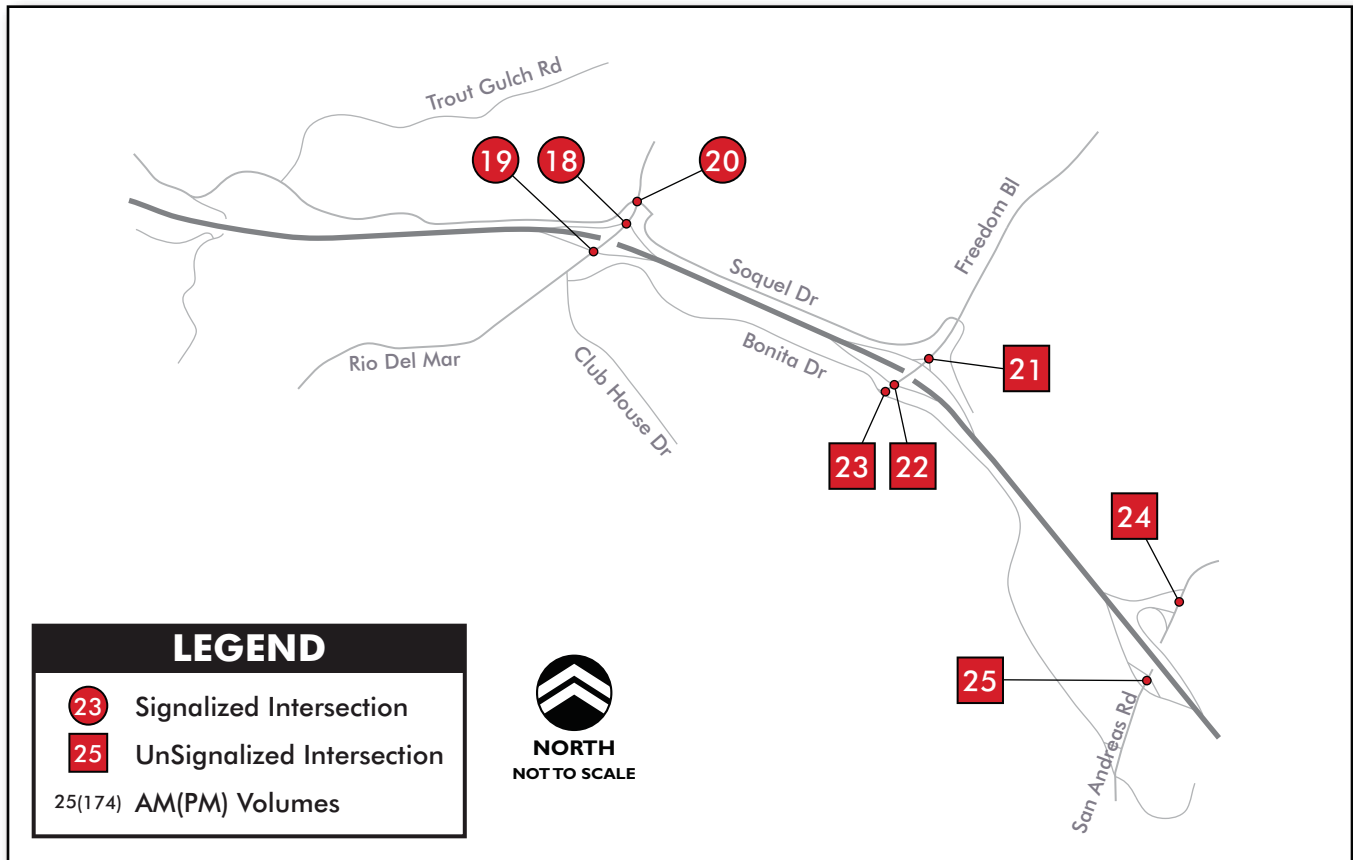 Trout Gulch Rd
19
18
20
Freedom Bl
Soquel Dr
Rio Del Mar
Club House Dr
Bonita Dr
21
23
22
24
25
San Andreas Rd
LEGEND
23 Signalized Intersection
25 UnSignalized Intersection
25(174) AM(PM) Volumes
NORTH
NOT TO SCALE